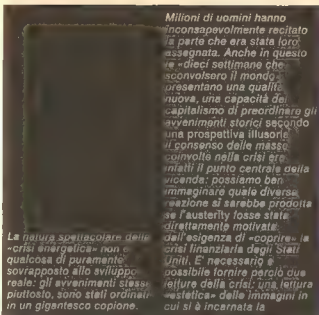 La natura spettacolare della
«crisi energetica» non è
qualcosa di puramente
sovrapposto allo sviluppo
reale: gli avvenimenti stessi,
piuttosto, sono stati ordinati
in un gigantesco copione.
Milioni di uomini hanno
inconsapevolmente recitato
la parte che era stata loro
assegnata. Anche in questo
le «dieci settimane che
sconvolsero il mondo»
presentano una qualità
nuova, una capacità del
capitalismo di preordinare gli
avvenimenti storici secondo
una prospettiva illusoria.
Il consenso delle masse
coinvolte nella crisi era
infatti il punto centrale della
vicenda: possiamo ben
immaginare quale diversa
reazione si sarebbe prodotta
se l'austerity fosse stata
direttamente motivata
dall'esigenza di «coprire» la
crisi finanziaria degli Stati
Uniti. E' necessario e
possibile fornire perciò due
letture della crisi: una lettura
«estetica» delle immagini in
cui si è incarnata la